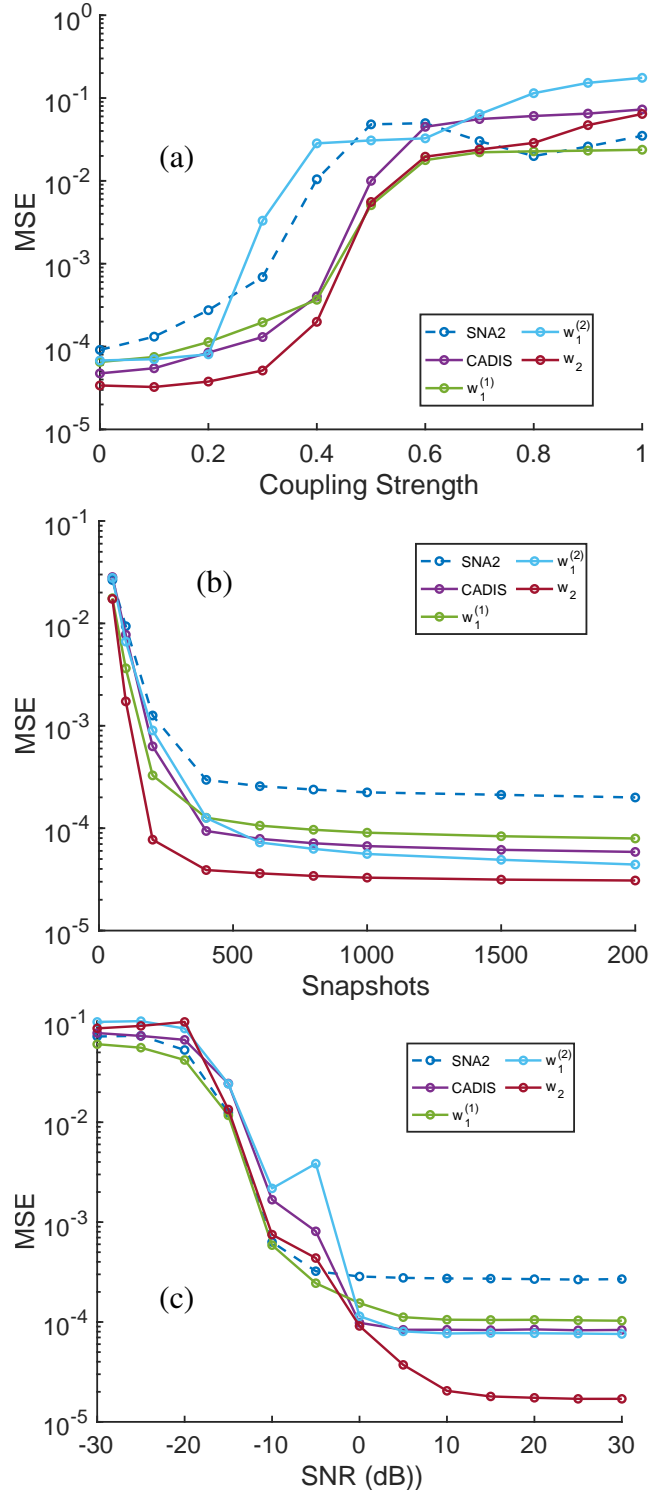 10^0
10^-1
10^-2
10^-3
10^-4
10^-5
MSE
(a)
SNA2
CADIS
w_1^(1)
w_1^(2)
w_2
0 0.2 0.4 0.6 0.8 1
Coupling Strength
10^-1
10^-2
10^-3
10^-4
10^-5
MSE
(b)
SNA2
CADIS
w_1^(1)
w_1^(2)
w_2
0 500 1000 1500 200
Snapshots
10^-1
10^-2
10^-3
10^-4
10^-5
MSE
(c)
SNA2
CADIS
w_1^(1)
w_1^(2)
w_2
-30 -20 -10 0 10 20 30
SNR (dB))